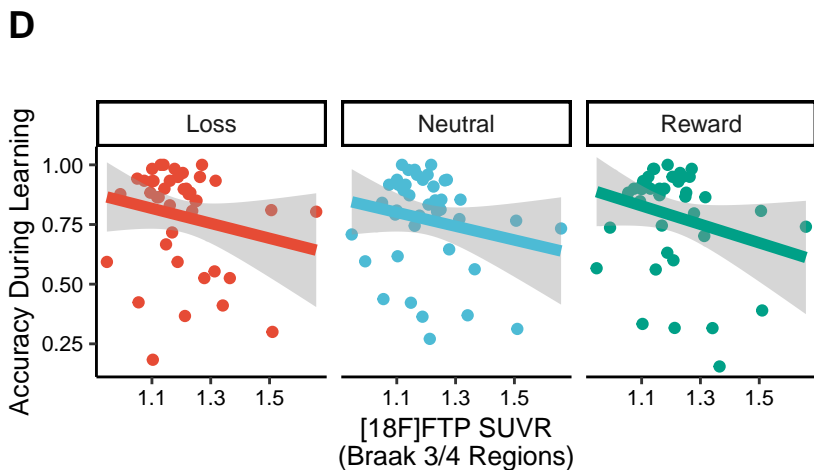 D
Loss Neutral Reward
Accuracy During Learning
1.00
0.75
0.50
0.25
1.1 1.3 1.5 1.1 1.3 1.5 1.1 1.3 1.5
[18F]FTP SUVR
(Braak 3/4 Regions)